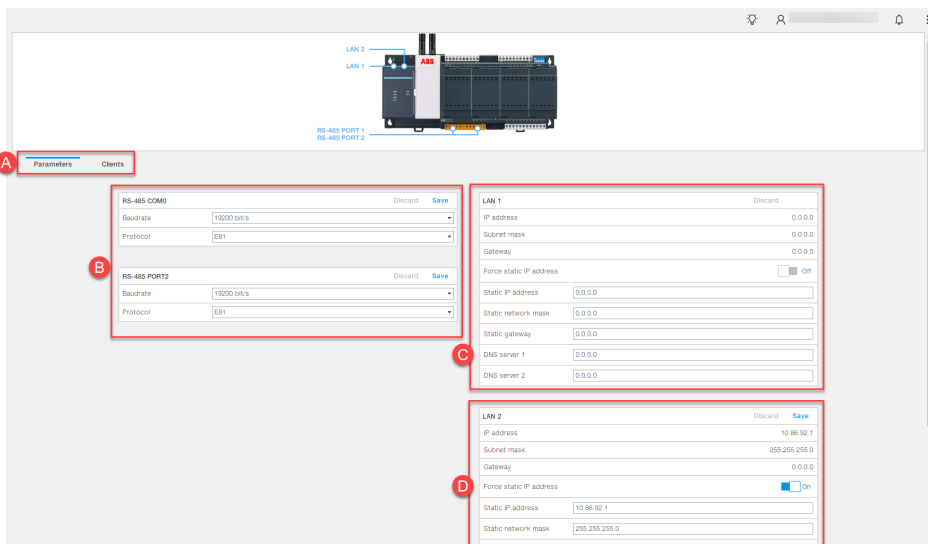 LAN 2
LAN 1
ABB
RS-485 PORT 1
RS-485 PORT 2
A
Parameters Clients
B
RS-485 COM0 Discard Save
Baudrate 19200 bit/s
Protocol E81
RS-485 PORT2 Discard Save
Baudrate 19200 bit/s
Protocol E81
C
LAN 1 Discard
IP address 0.0.0.0
Subnet mask 0.0.0.0
Gateway 0.0.0.0
Force static IP address Off
Static IP address 0.0.0.0
Static network mask 0.0.0.0
Static gateway 0.0.0.0
DNS server 1 0.0.0.0
DNS server 2 0.0.0.0
D
LAN 2 Discard Save
IP address 10.86.92.1
Subnet mask 255.255.255.0
Gateway 0.0.0.0
Force static IP address On
Static IP address 10.86.92.1
Static network mask 255.255.255.0